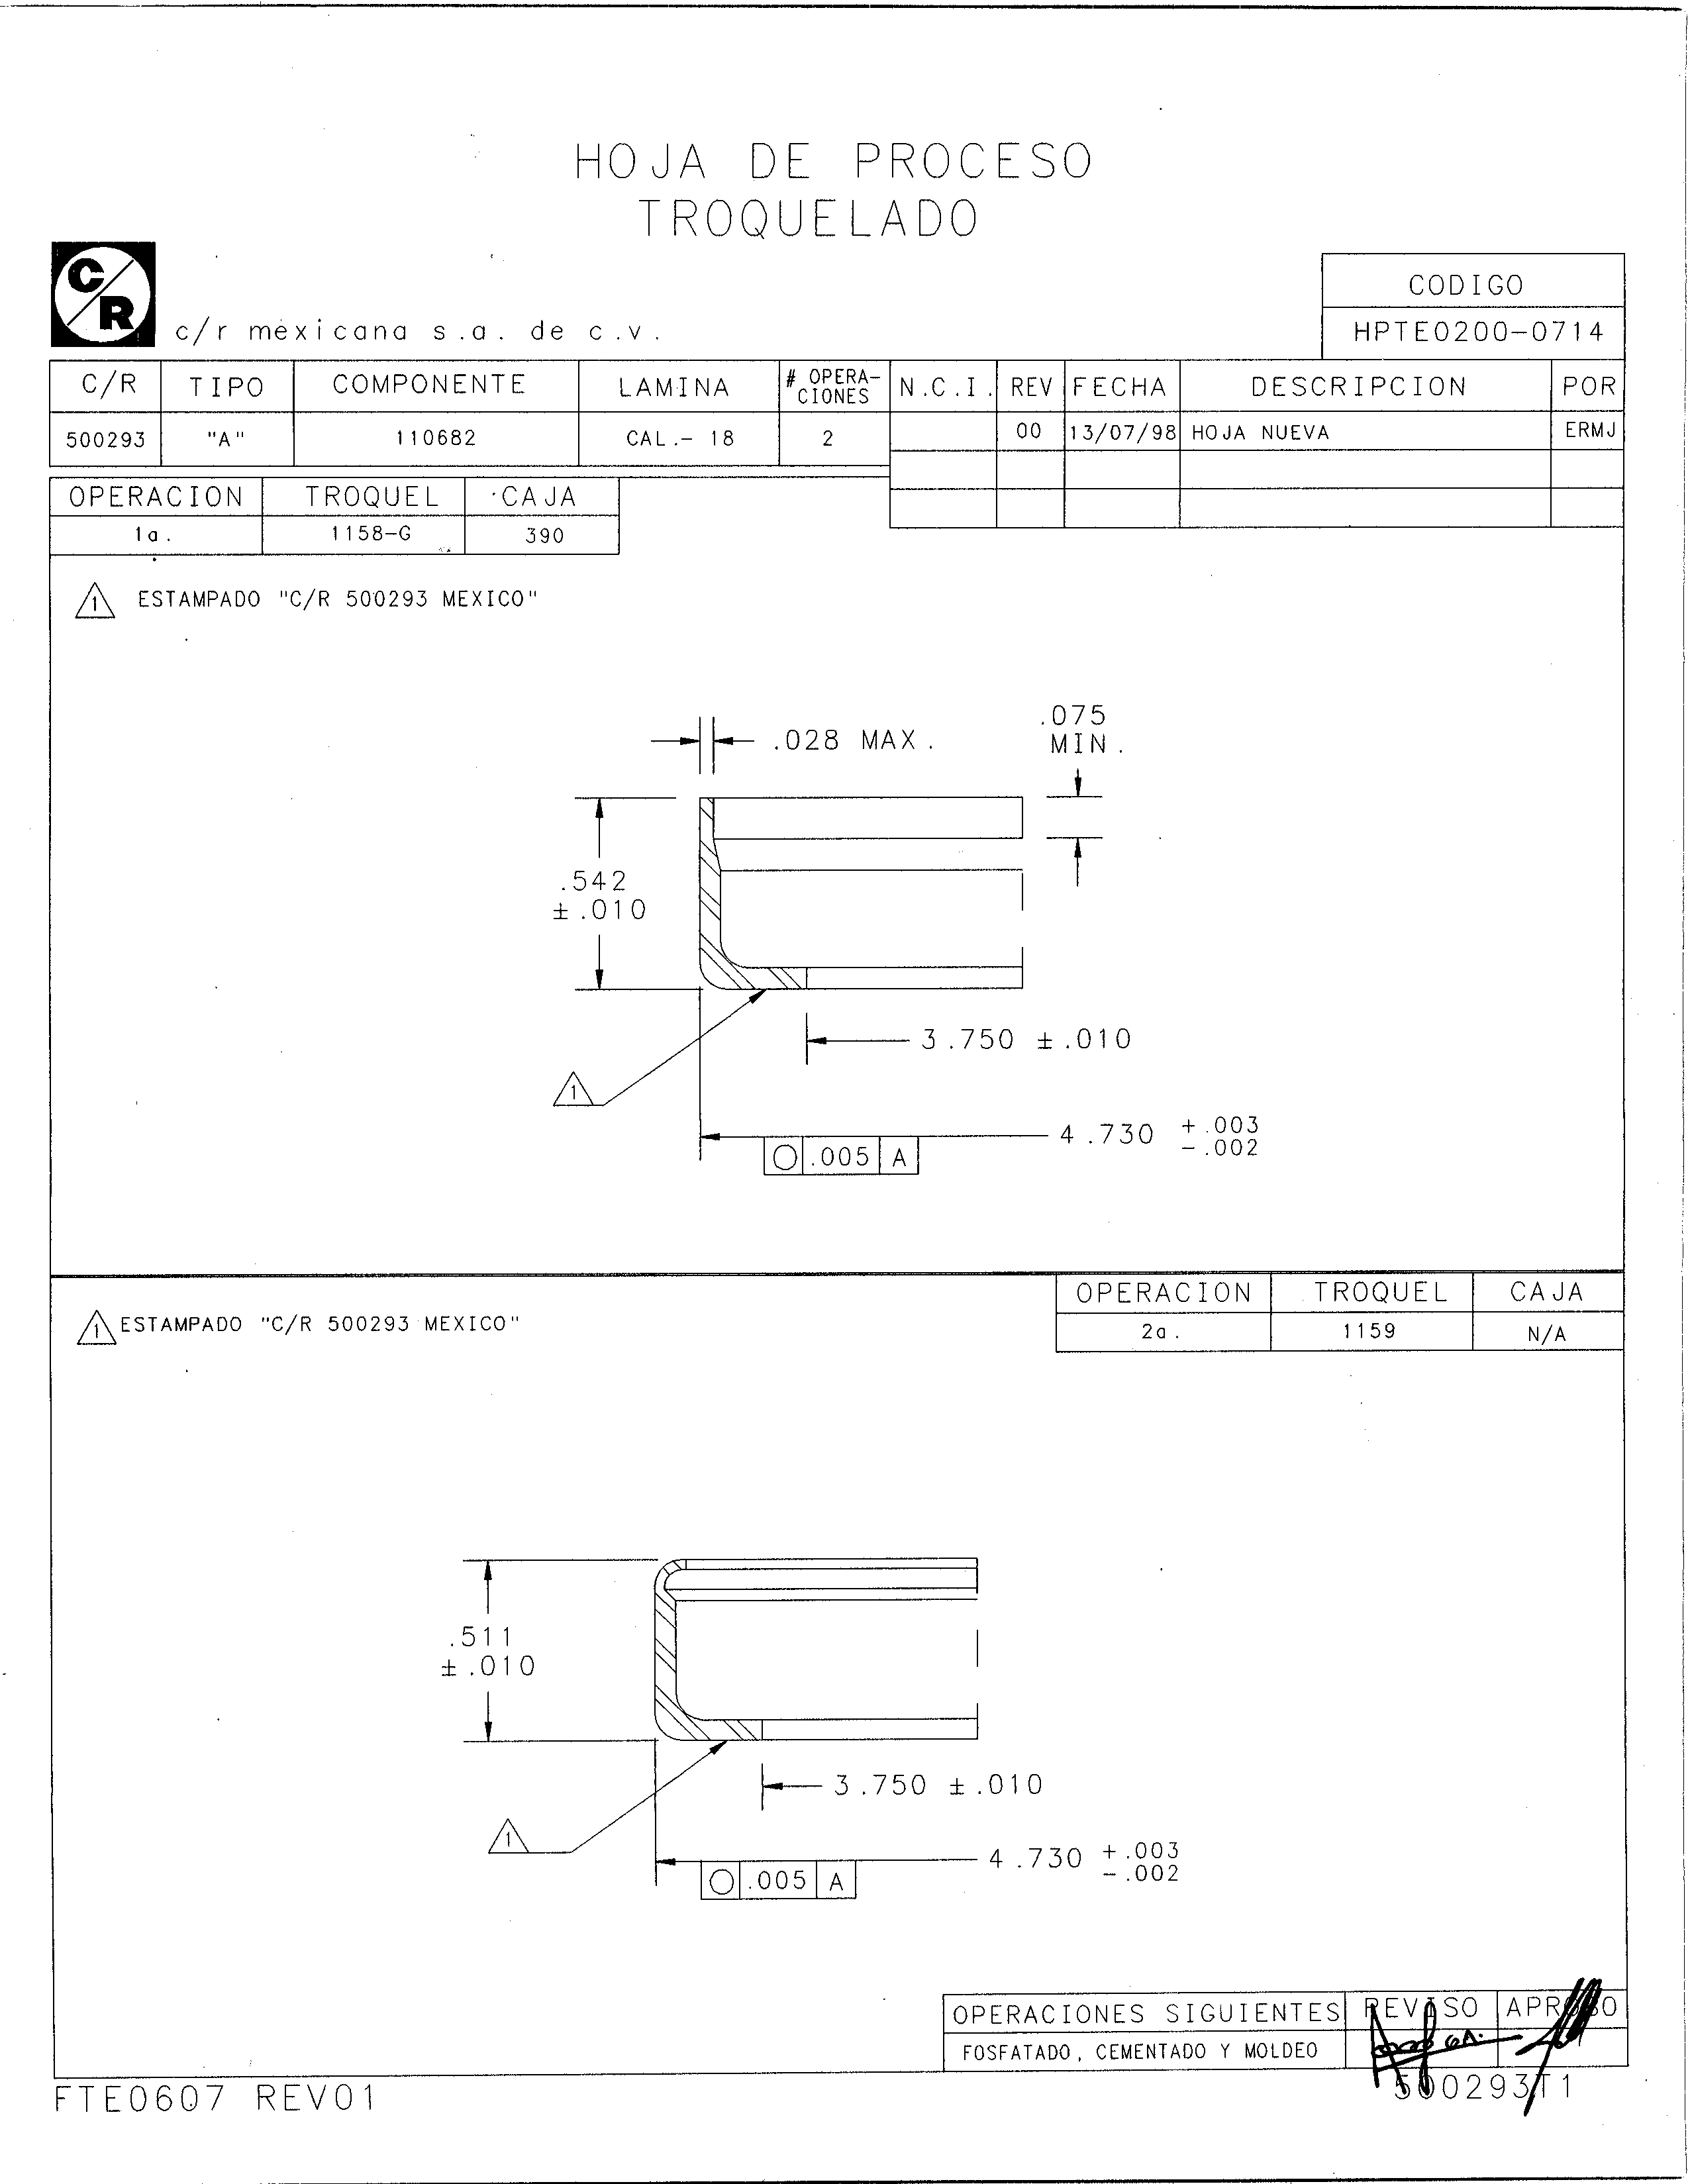 HOJA DE PROCESO
TROQUELADO
C/R
c/r mexicana s.a. de c.v.
CODIGO
HPTE0200-0714
C/R TIPO COMPONENTE LAMINA # OPERA-CIONES N.C.I. REV FECHA DESCRIPCION POR
500293 "A" 110682 CAL.- 18 2 00 13/07/98 HOJA NUEVA ERMJ
OPERACION TROQUEL CAJA
1a. 1158-G 390
1 ESTAMPADO "C/R 500293 MEXICO"
.028 MAX.
.075
MIN.
.542
±.010
3.750 ±.010
1
4.730 +.003
-.002
.005 A
OPERACION TROQUEL CAJA
2a. 1159 N/A
1 ESTAMPADO "C/R 500293 MEXICO"
.511
±.010
3.750 ±.010
1
4.730 +.003
-.002
.005 A
OPERACIONES SIGUIENTES REVISO APROBO
FOSFATADO, CEMENTADO Y MOLDEO
FTE0607 REV01
500293T1